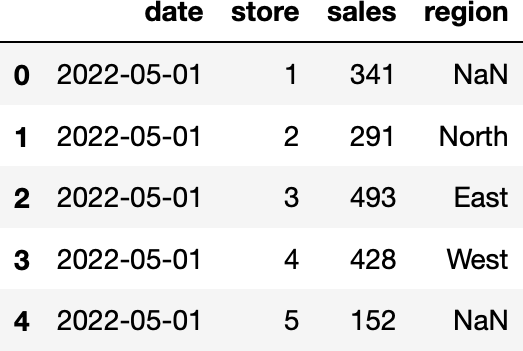 date store sales region
0 2022-05-01 1 341 NaN
1 2022-05-01 2 291 North
2 2022-05-01 3 493 East
3 2022-05-01 4 428 West
4 2022-05-01 5 152 NaN